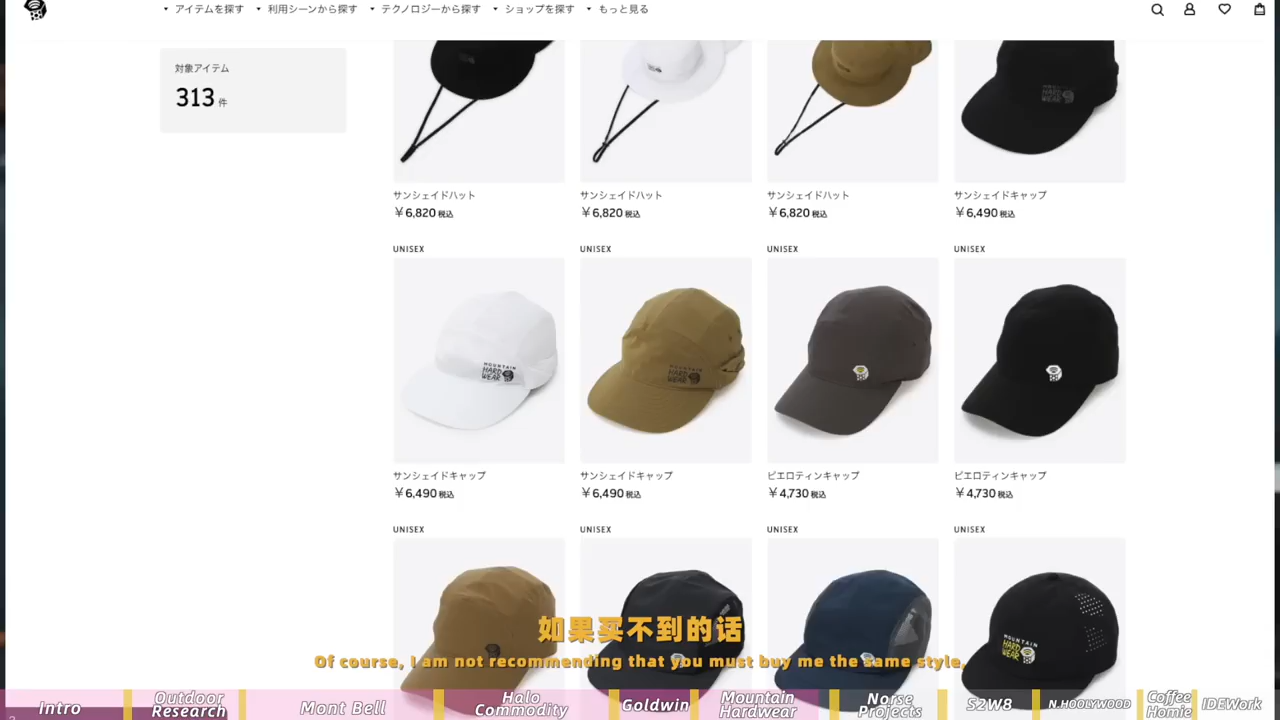 アイテムを探す 利用シーンから探す テクノロジーから探す ショップを探す もっと見る
対象アイテム
313 件
サンシェイドハット サンシェイドハット サンシェイドハット サンシェイドキャップ
¥6,820 税込 ¥6,820 税込 ¥6,820 税込 ¥6,490 税込
UNISEX UNISEX UNISEX UNISEX
MOUNTAIN HARD WEAR MOUNTAIN HARD WEAR
サンシェイドキャップ サンシェイドキャップ ピエロティンキャップ ピエロティンキャップ
¥6,490 税込 ¥6,490 税込 ¥4,730 税込 ¥4,730 税込
UNISEX UNISEX UNISEX UNISEX
MOUNTAIN HARD WEAR
如果买不到的话
Of course, I am not recommending that you must buy me the same style,
Intro Outdoor Research Mont Bell Halo Commodity Goldwin Mountain Hardwear Norse Projects S2W8 N.HOOLYWOOD Coffee Homie IDEWork